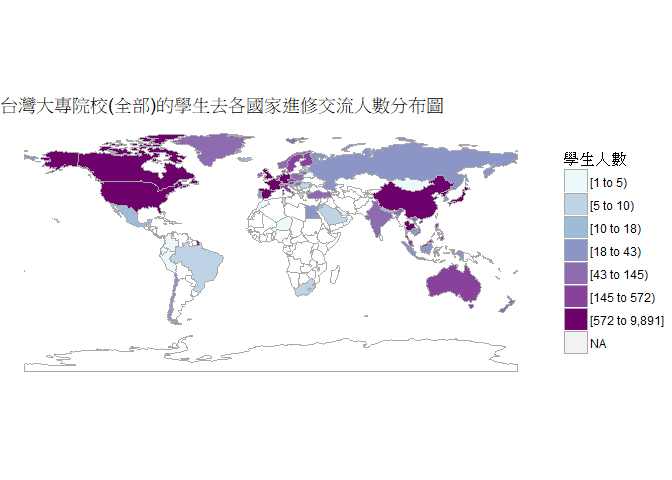 台灣大專院校(全部)的學生去各國家進修交流人數分布圖
學生人數
[1 to 5)
[5 to 10)
[10 to 18)
[18 to 43)
[43 to 145)
[145 to 572)
[572 to 9,891]
NA